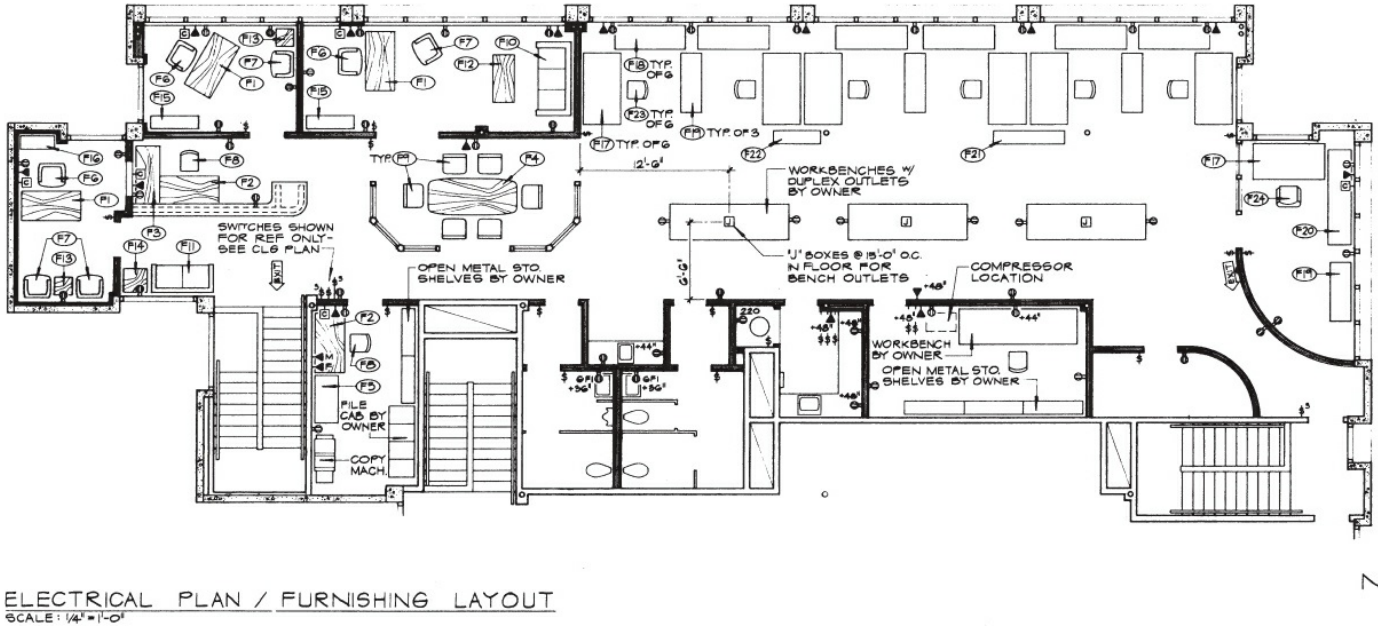 F13
F6
F7
F10
F6
F7
F1
F12
F1
F15
F15
F18 TYP. OF 6
F23 TYP. OF 6
F17 TYP. OF 6
F19 TYP. OF 3
F22
F21
F16
F6
F1
F8
F2
F3
TYP. F9
F4
12'-6"
WORKBENCHES W/
DUPLEX OUTLETS
BY OWNER
F17
F24
F20
F19
J
J
J
F7
F13
F14
F11
SWITCHES SHOWN
FOR REF ONLY-
SEE CLG PLAN
LINE
6'-6"
"J" BOXES @ 15'-0" O.C.
IN FLOOR FOR
BENCH OUTLETS
OPEN METAL STO.
SHELVES BY OWNER
COMPRESSOR
LOCATION
LINE
F2
F8
F5
220
+48"
+48"
+48"
+48"
+44"
+44"
WORKBENCH
BY OWNER
OPEN METAL STO.
SHELVES BY OWNER
GFI
+36"
GFI
+36"
+48"
FILE
CAB BY
OWNER
COPY
MACH.
ELECTRICAL PLAN / FURNISHING LAYOUT
SCALE: 1/4"=1'-0"